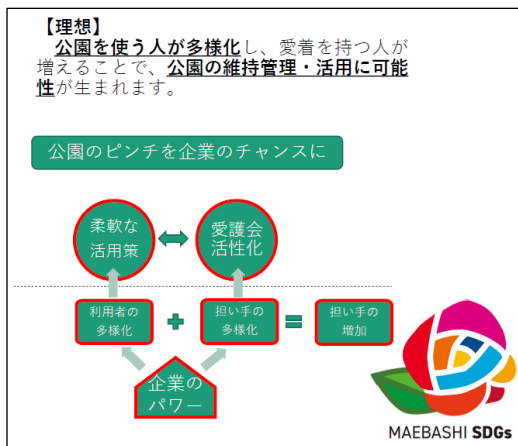 【理想】
公園を使う人が多様化し、愛着を持つ人が
増えることで、公園の維持管理・活用に可能
性が生まれます。
公園のピンチを企業のチャンスに
柔軟な
活用策
愛護会
活性化
利用者の
多様化
+
担い手の
多様化
=
担い手の
増加
企業の
パワー
MAEBASHI SDGs